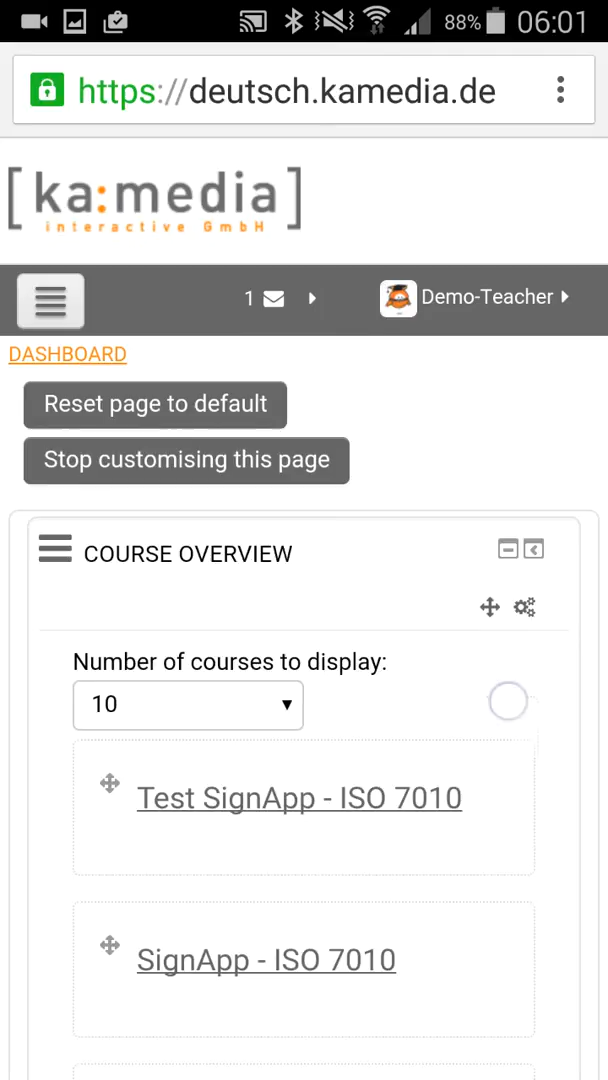 88% 06:01
https://deutsch.kamedia.de
[ka:media]
interactive GmbH
1 Demo-Teacher
DASHBOARD
Reset page to default
Stop customising this page
COURSE OVERVIEW
Number of courses to display:
10
Test SignApp - ISO 7010
SignApp - ISO 7010